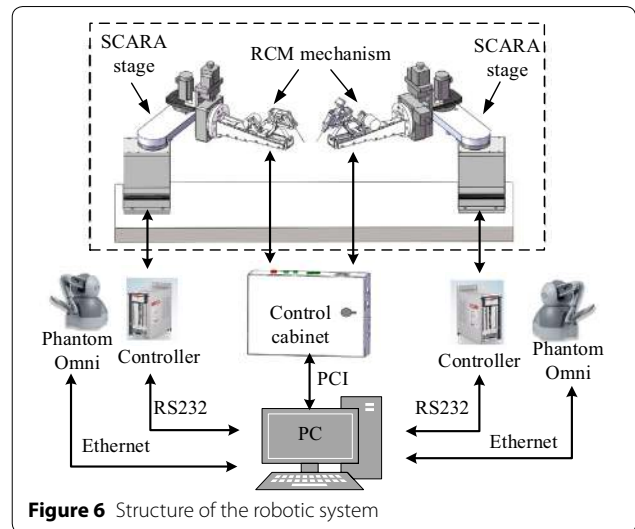 SCARA
stage
RCM mechanism
SCARA
stage
Phantom
Omni
Controller
Control
cabinet
Controller
Phantom
Omni
PCI
RS232
RS232
Ethernet
PC
Ethernet
Figure 6 Structure of the robotic system